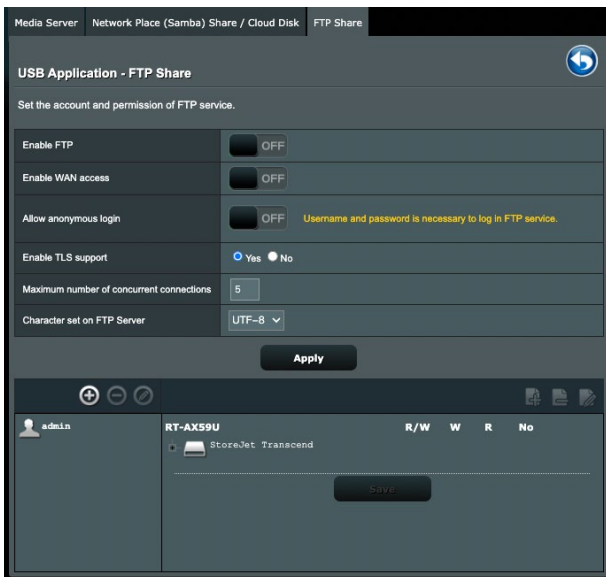 Media Server Network Place (Samba) Share / Cloud Disk FTP Share
USB Application - FTP Share
Set the account and permission of FTP service.
Enable FTP OFF
Enable WAN access OFF
Allow anonymous login OFF Username and password is necessary to log in FTP service.
Enable TLS support Yes No
Maximum number of concurrent connections 5
Character set on FTP Server UTF-8
Apply
admin RT-AX59U R/W W R No
StoreJet Transcend
Save